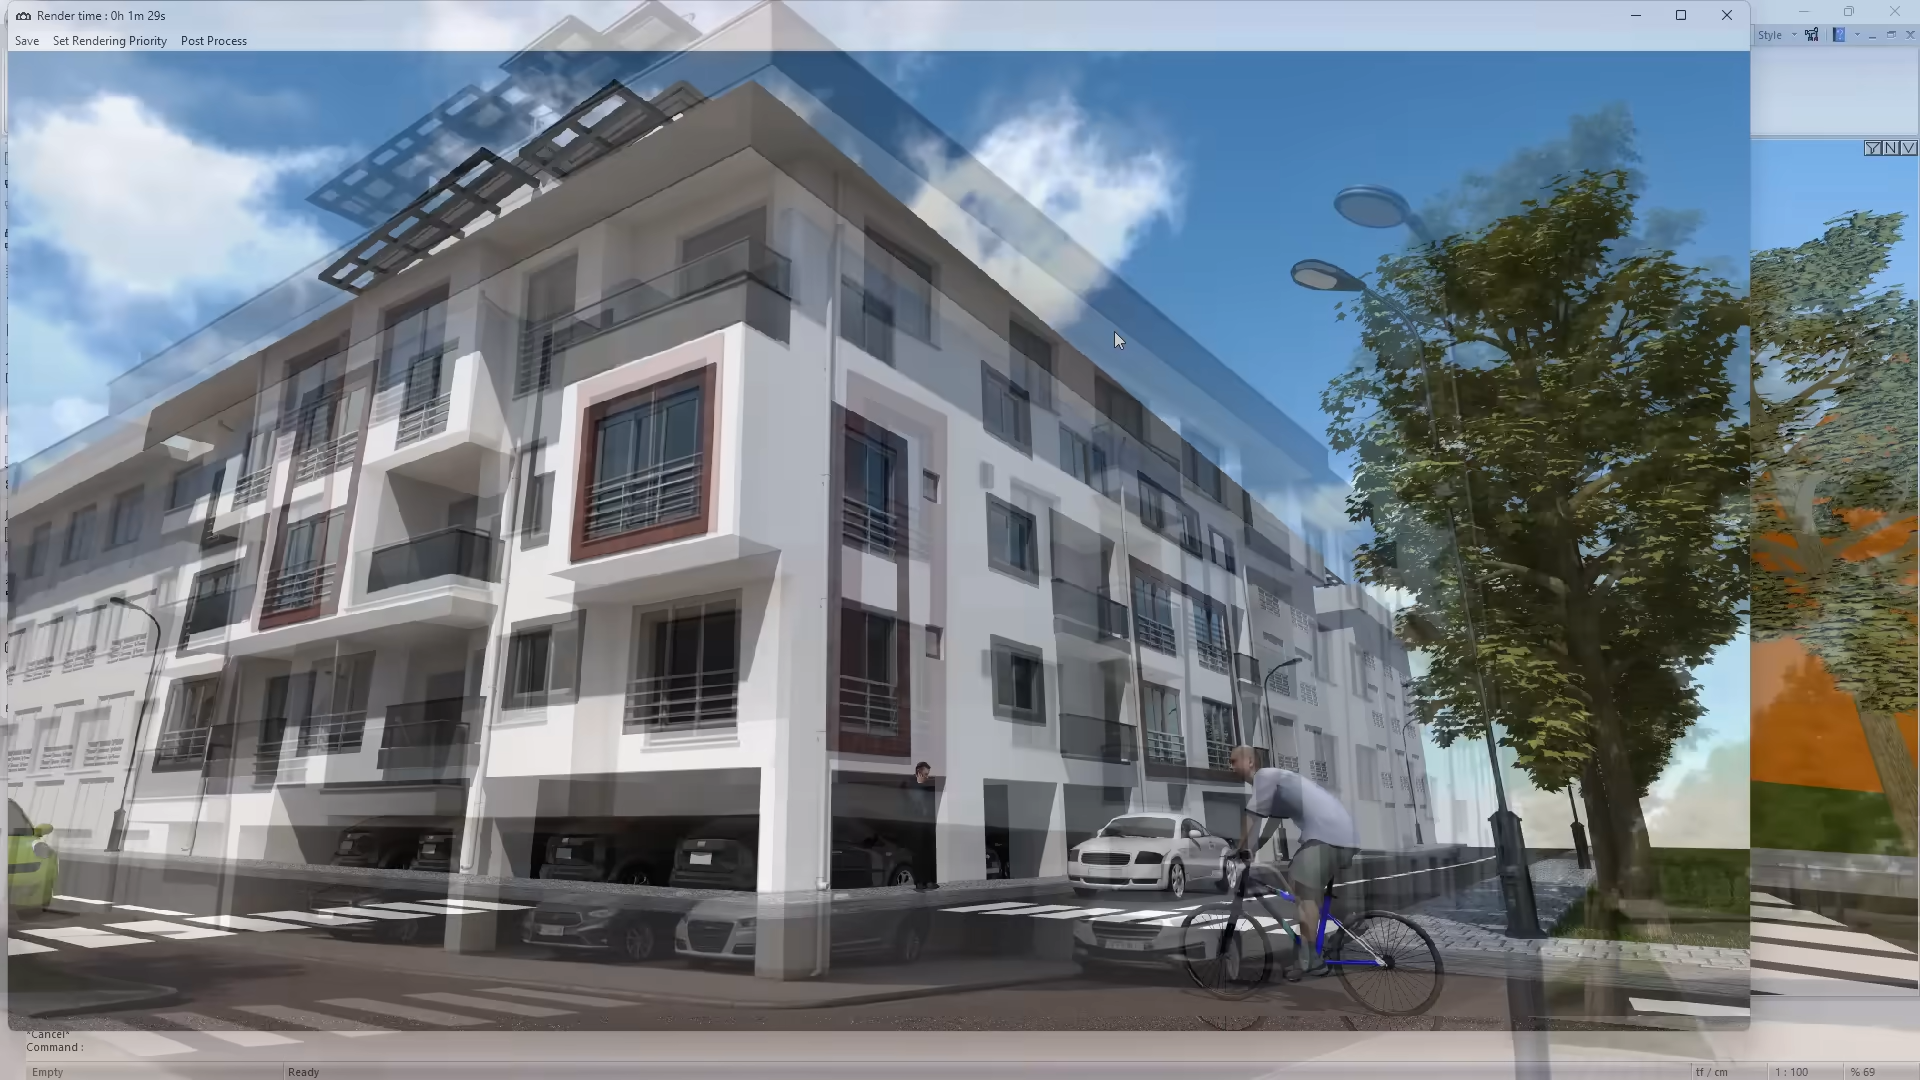 Render time : 0h 1m 29s
Save Set Rendering Priority Post Process
Style
N V
*Cancel*
Command :
Empty Ready tf / cm 1 : 100 % 69